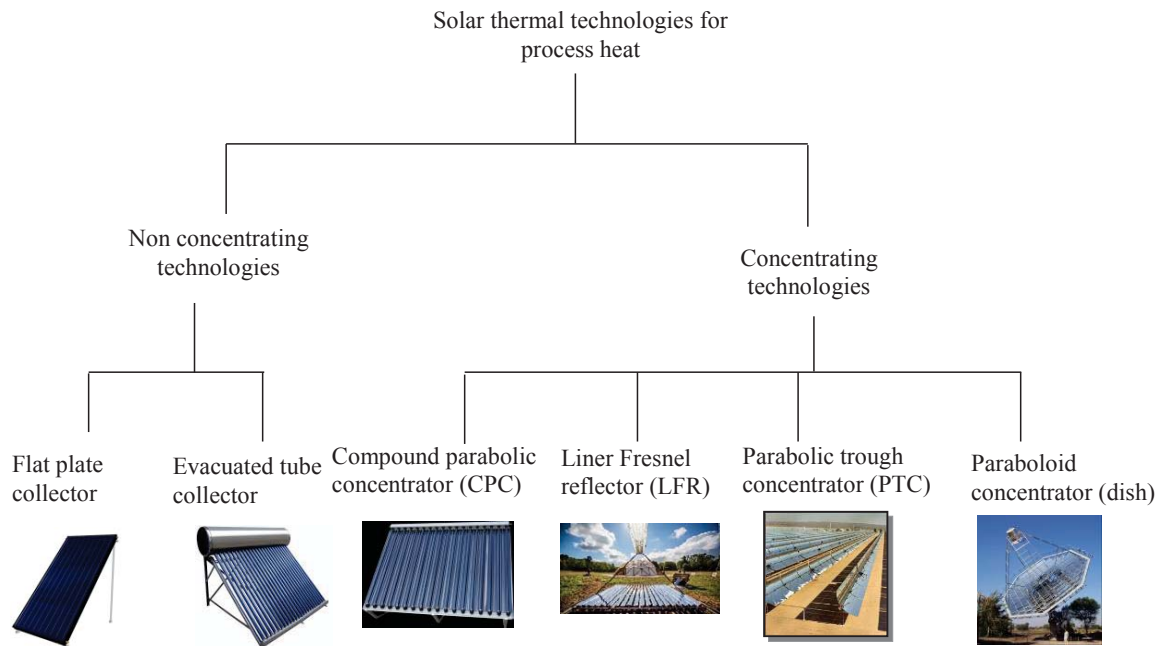 Solar thermal technologies for
process heat
Non concentrating
technologies
Concentrating
technologies
Flat plate
collector
Evacuated tube
collector
Compound parabolic
concentrator (CPC)
Liner Fresnel
reflector (LFR)
Parabolic trough
concentrator (PTC)
Paraboloid
concentrator (dish)